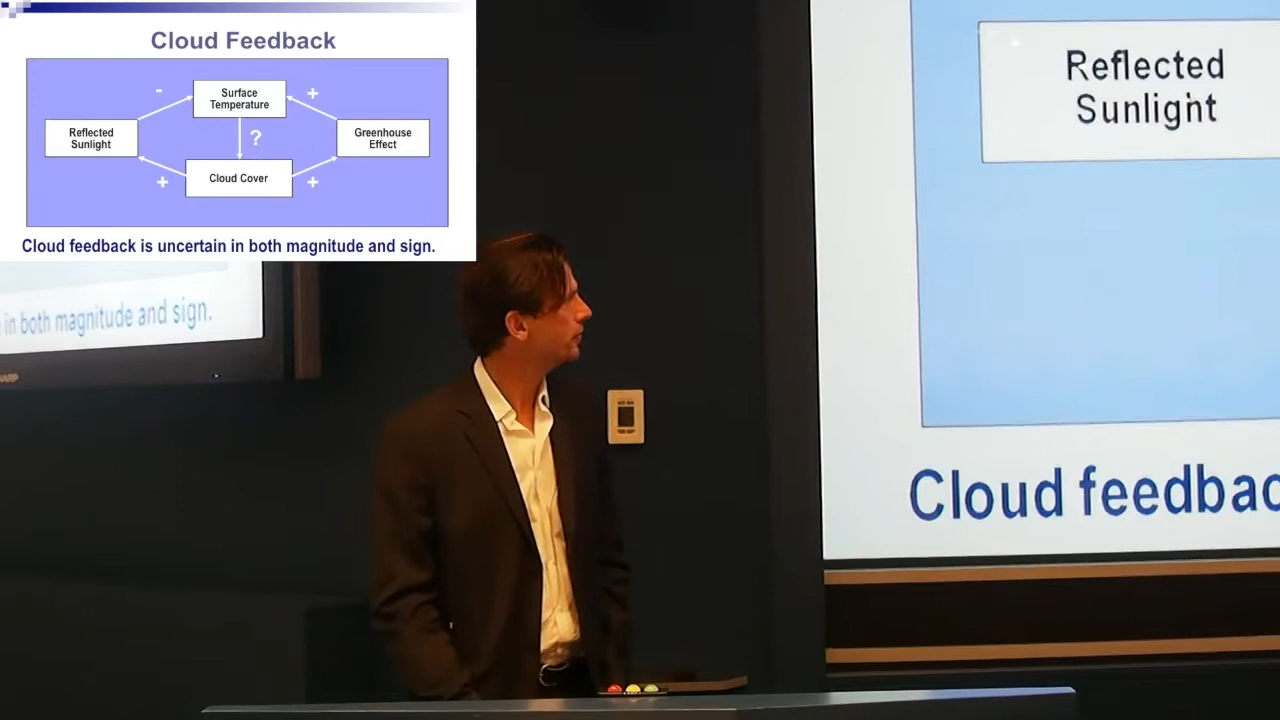 Cloud Feedback
-
Surface
Temperature
+
Reflected
Sunlight
?
Greenhouse
Effect
+
Cloud Cover
+
Cloud feedback is uncertain in both magnitude and sign.
in both magnitude and sign.
Reflected
Sunlight
Cloud feedbac